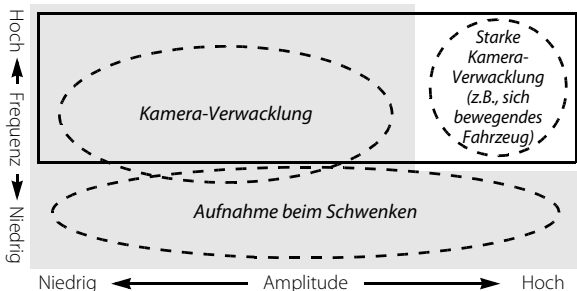 Hoch
Frequenz
Niedrig
Kamera-Verwacklung
Starke
Kamera-
Verwacklung
(z.B., sich
bewegendes
Fahrzeug)
Aufnahme beim Schwenken
Niedrig
Amplitude
Hoch